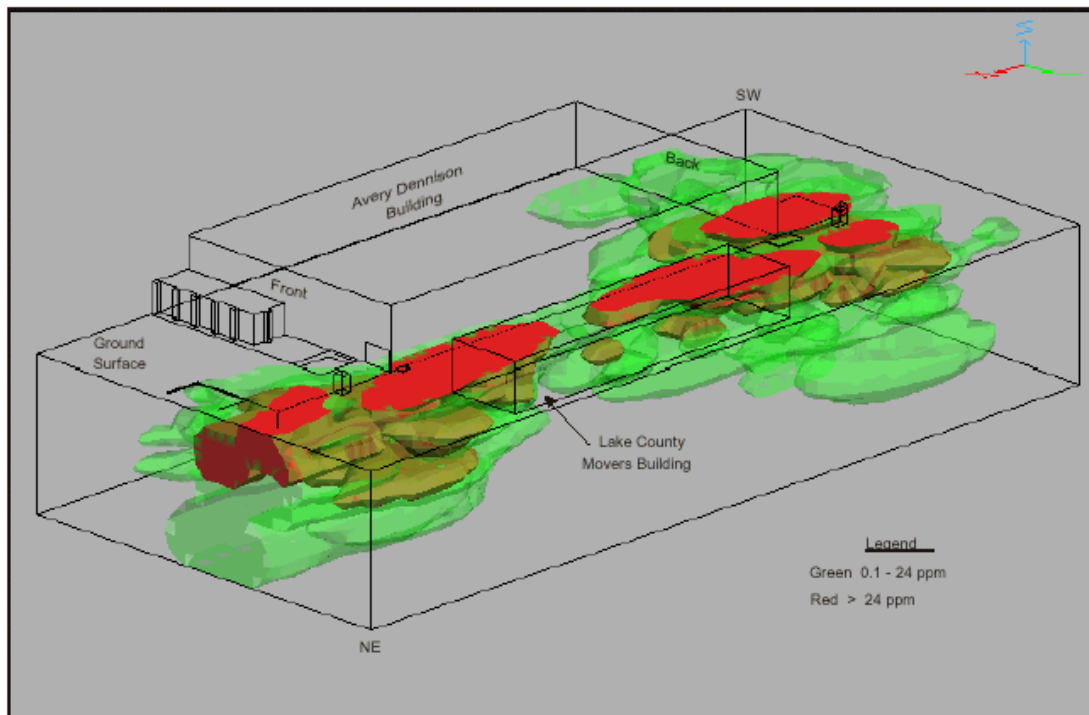 SW
Back
Avery Dennison
Building
Front
Ground
Surface
Lake County
Movers Building
Legend
Green 0.1 - 24 ppm
Red > 24 ppm
NE